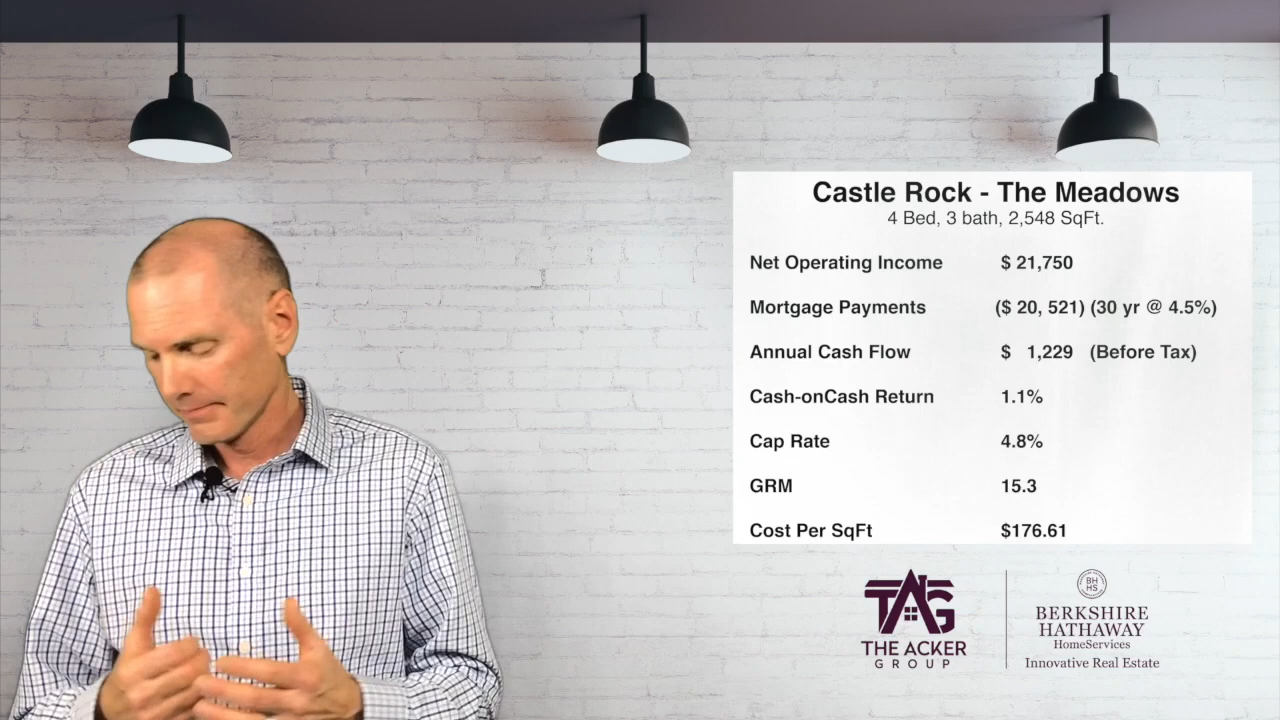 Castle Rock - The Meadows
4 Bed, 3 bath, 2,548 SqFt.
Net Operating Income $ 21,750
Mortgage Payments ($ 20, 521) (30 yr @ 4.5%)
Annual Cash Flow $ 1,229 (Before Tax)
Cash-onCash Return 1.1%
Cap Rate 4.8%
GRM 15.3
Cost Per SqFt $176.61
TAG
THE ACKER
GROUP
BH
HS
BERKSHIRE
HATHAWAY
HomeServices
Innovative Real Estate